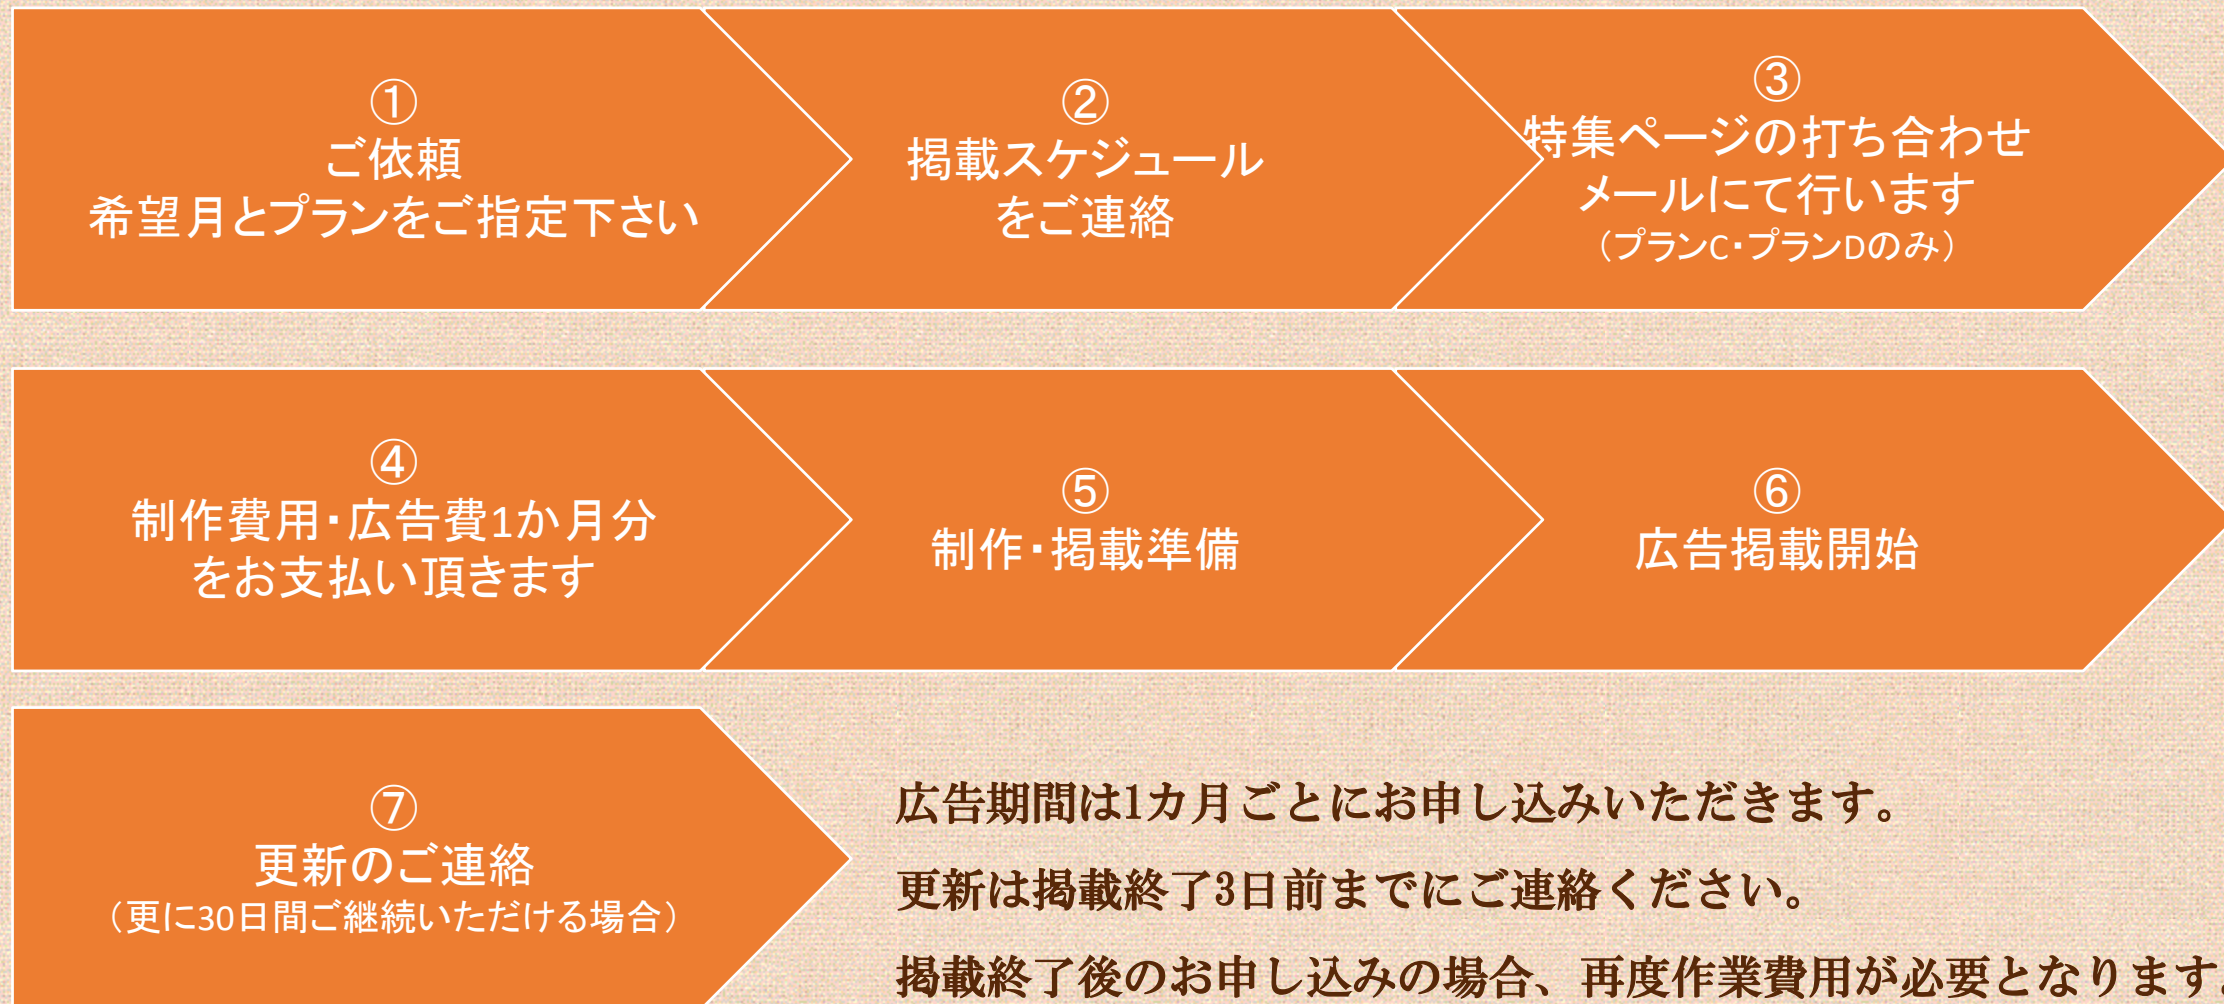 ①
ご依頼
希望月とプランをご指定下さい
②
掲載スケジュール
をご連絡
③
特集ページの打ち合わせ
メールにて行います
（プランC・プランDのみ）
④
制作費用・広告費1か月分
をお支払い頂きます
⑤
制作・掲載準備
⑥
広告掲載開始
⑦
更新のご連絡
（更に30日間ご継続いただける場合）
広告期間は1カ月ごとにお申し込みいただきます。
更新は掲載終了3日前までにご連絡ください。
掲載終了後のお申し込みの場合、再度作業費用が必要となります。